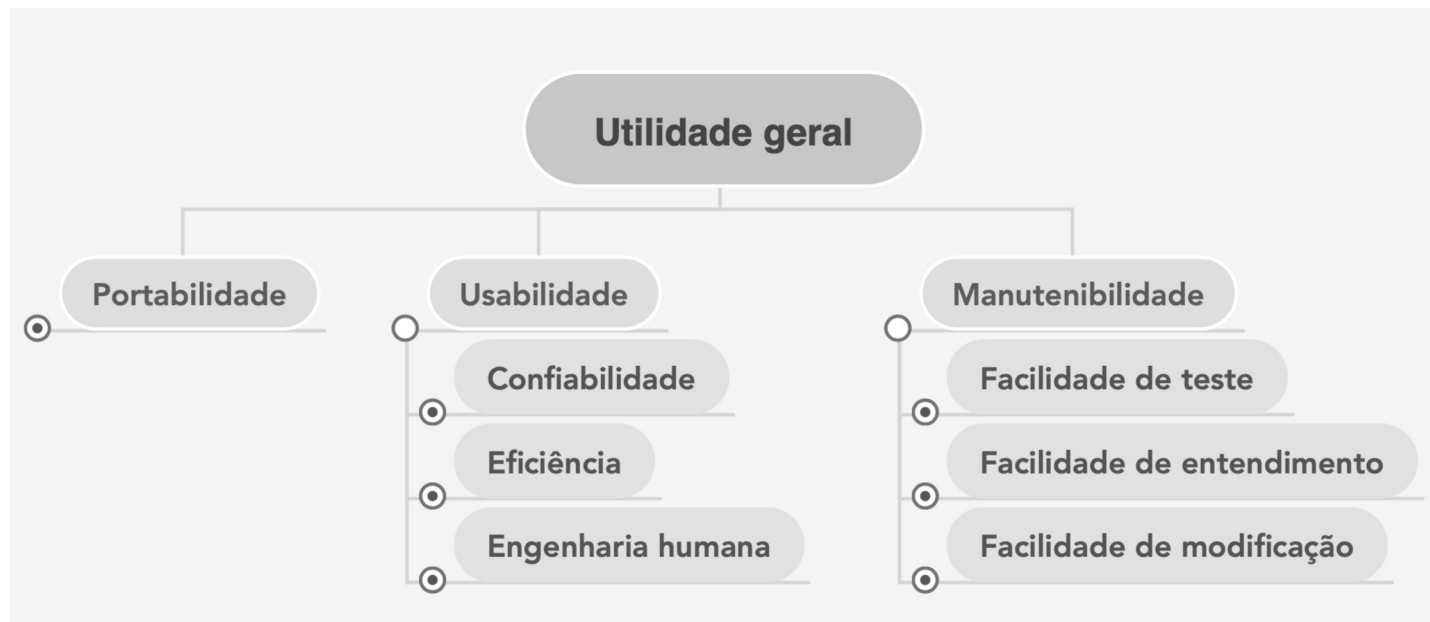 Utilidade geral
Portabilidade
Usabilidade
Confiabilidade
Eficiência
Engenharia humana
Manutenibilidade
Facilidade de teste
Facilidade de entendimento
Facilidade de modificação